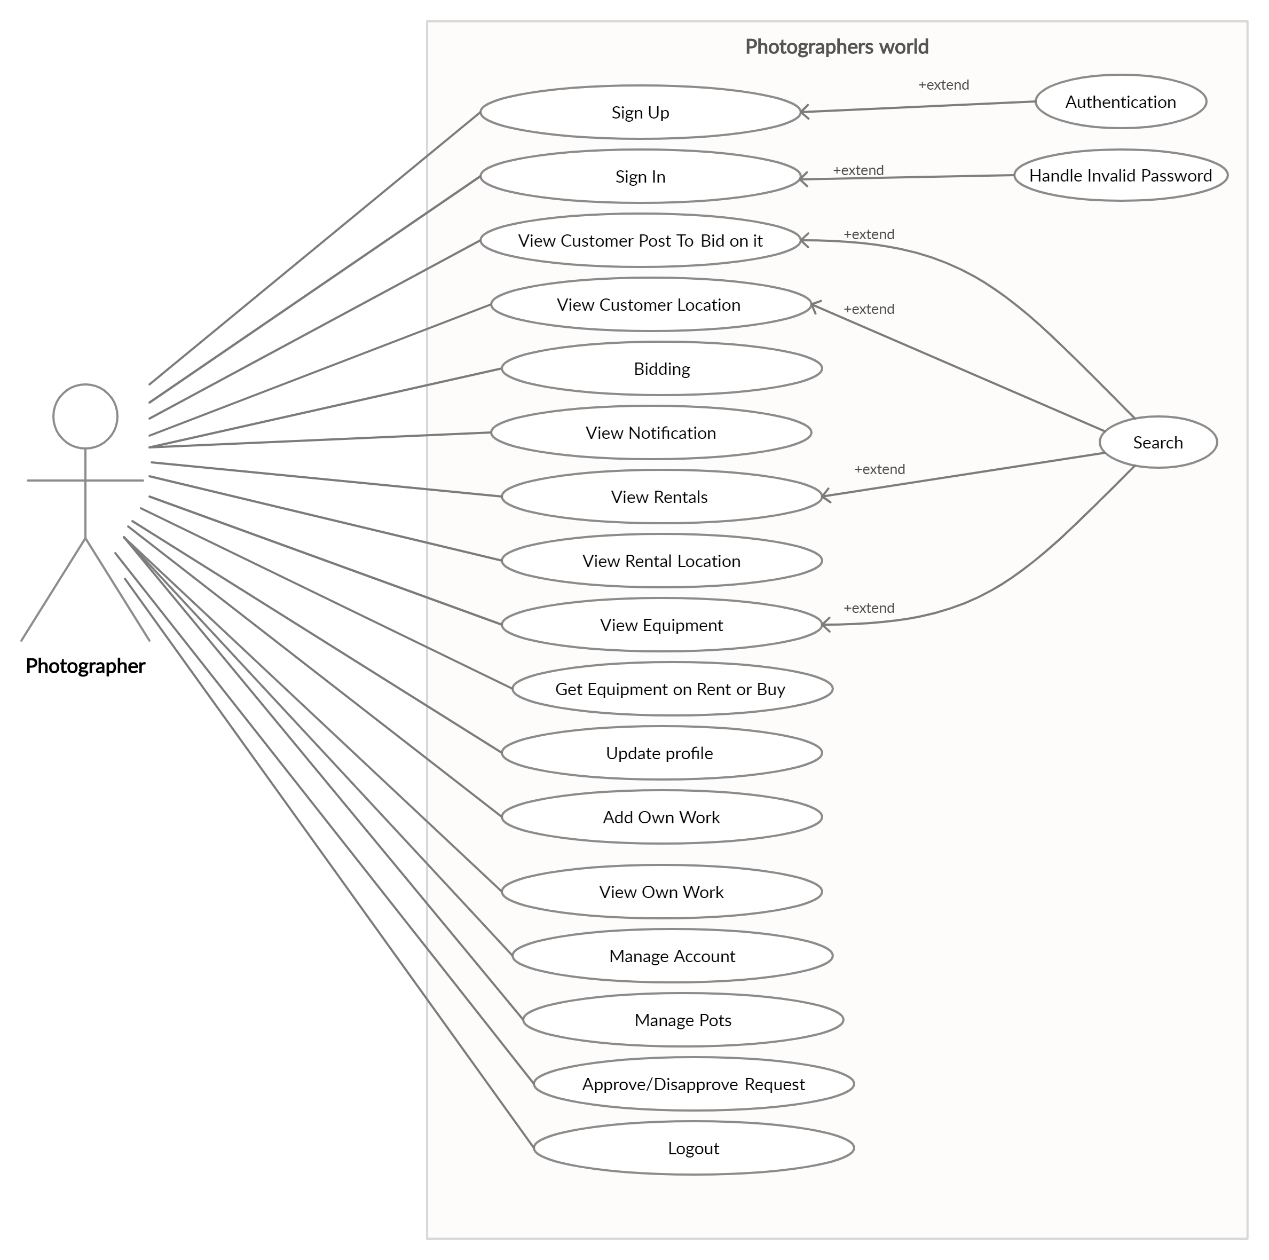 Photographers world
+extend
Authentication
Sign Up
+extend
Handle Invalid Password
Sign In
+extend
View Customer Post To Bid on it
View Customer Location
+extend
Bidding
View Notification
Search
+extend
View Rentals
View Rental Location
+extend
View Equipment
Photographer
Get Equipment on Rent or Buy
Update profile
Add Own Work
View Own Work
Manage Account
Manage Pots
Approve/Disapprove Request
Logout